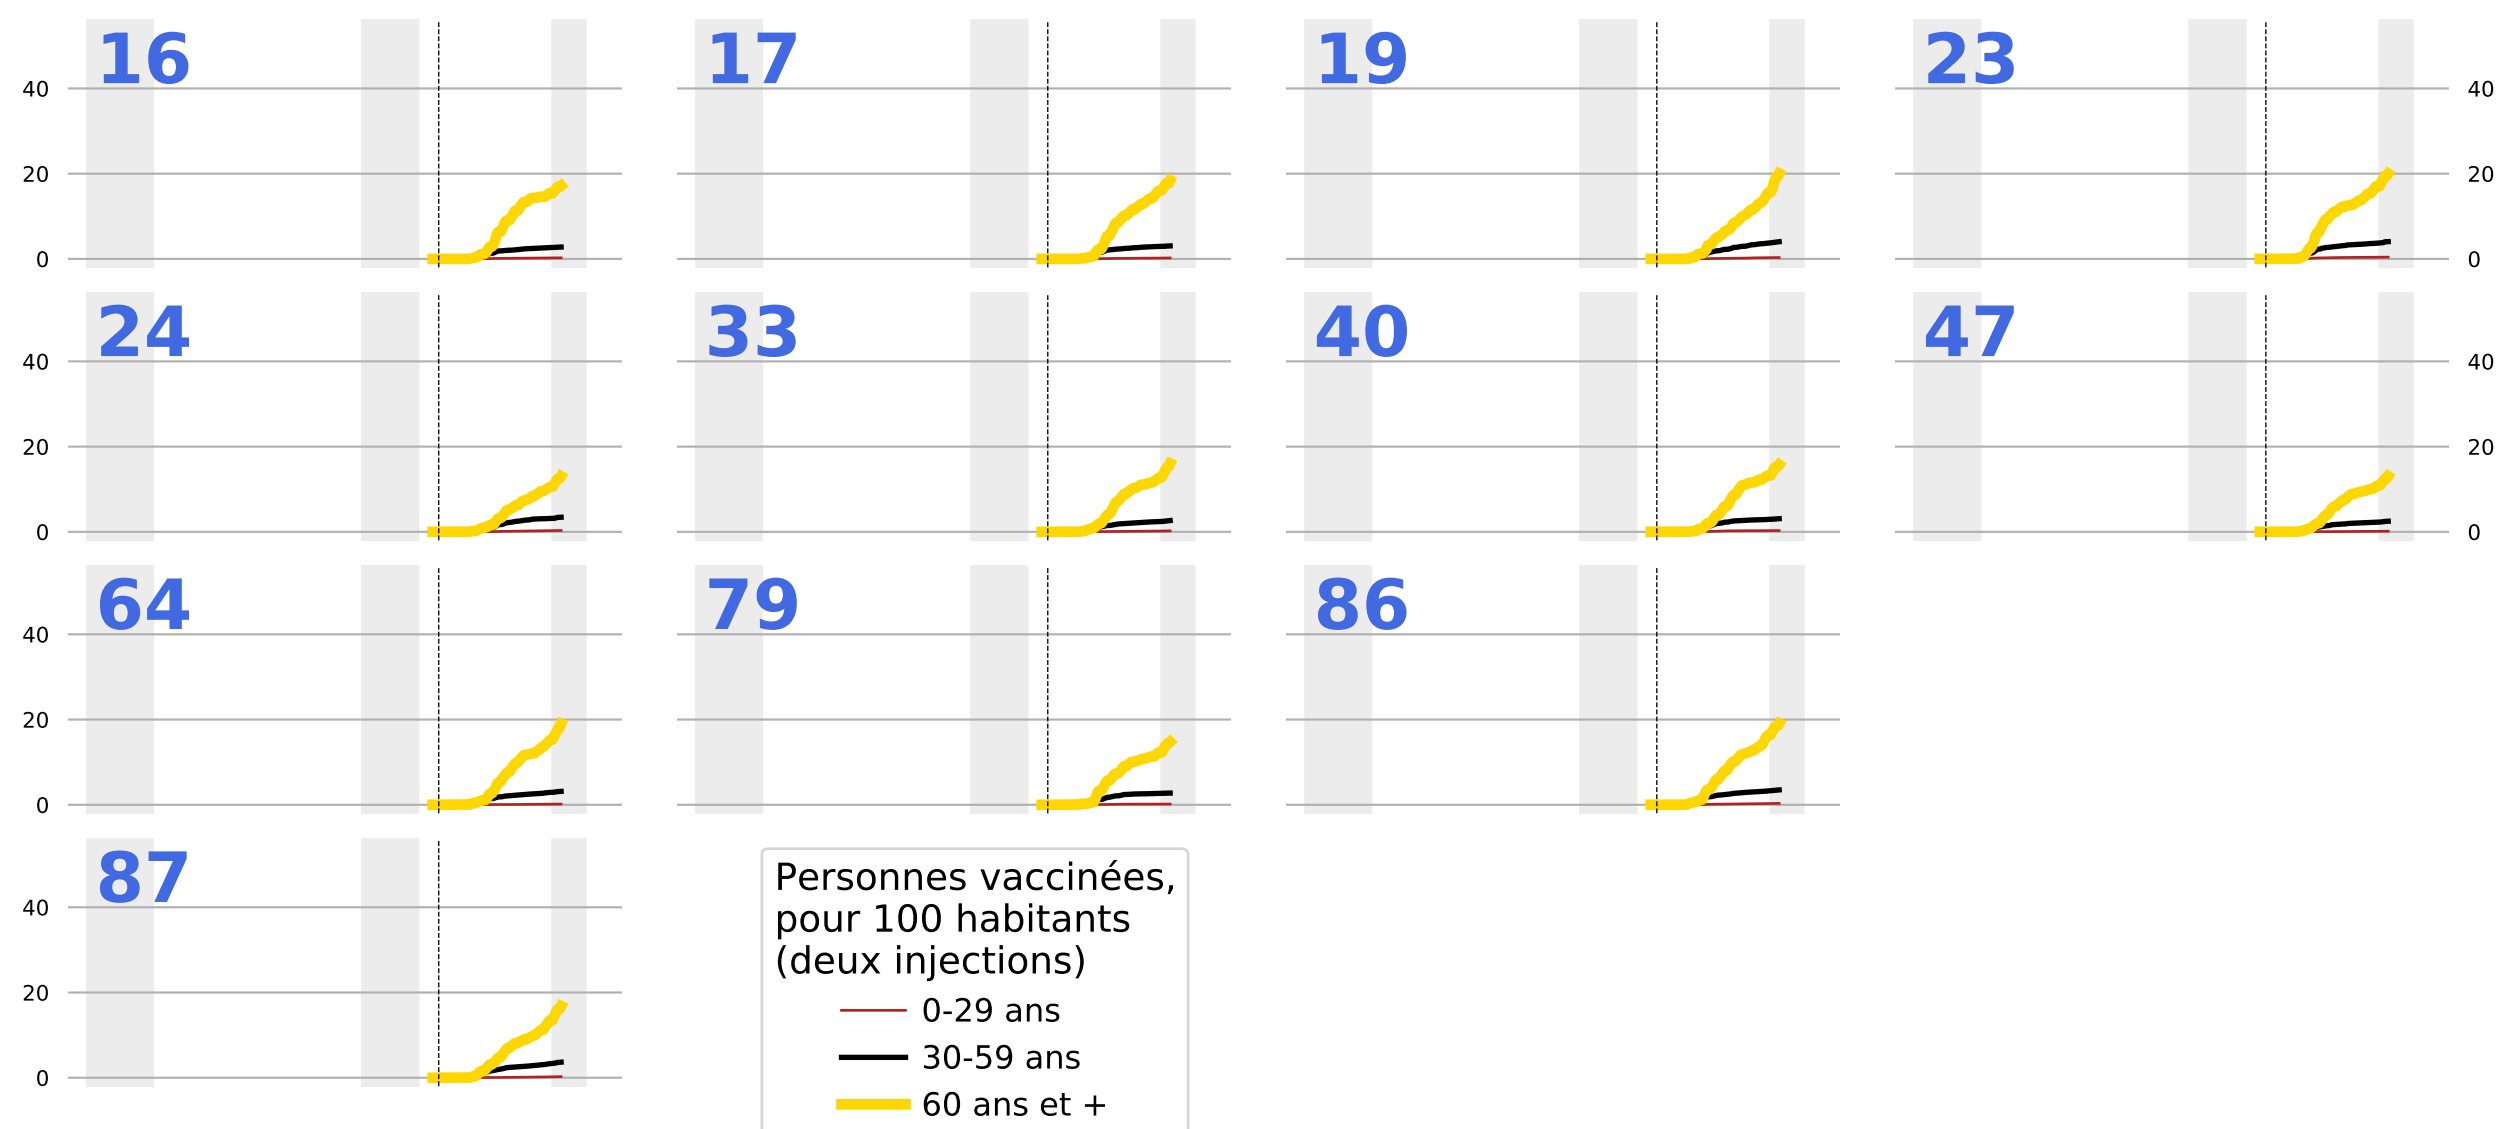 16 17 19 23
40 40
20 20
0 0
24 33 40 47
40 40
20 20
0 0
64 79 86
40
20
0
87
40
20
0
Personnes vaccinées,
pour 100 habitants
(deux injections)
0-29 ans
30-59 ans
60 ans et +